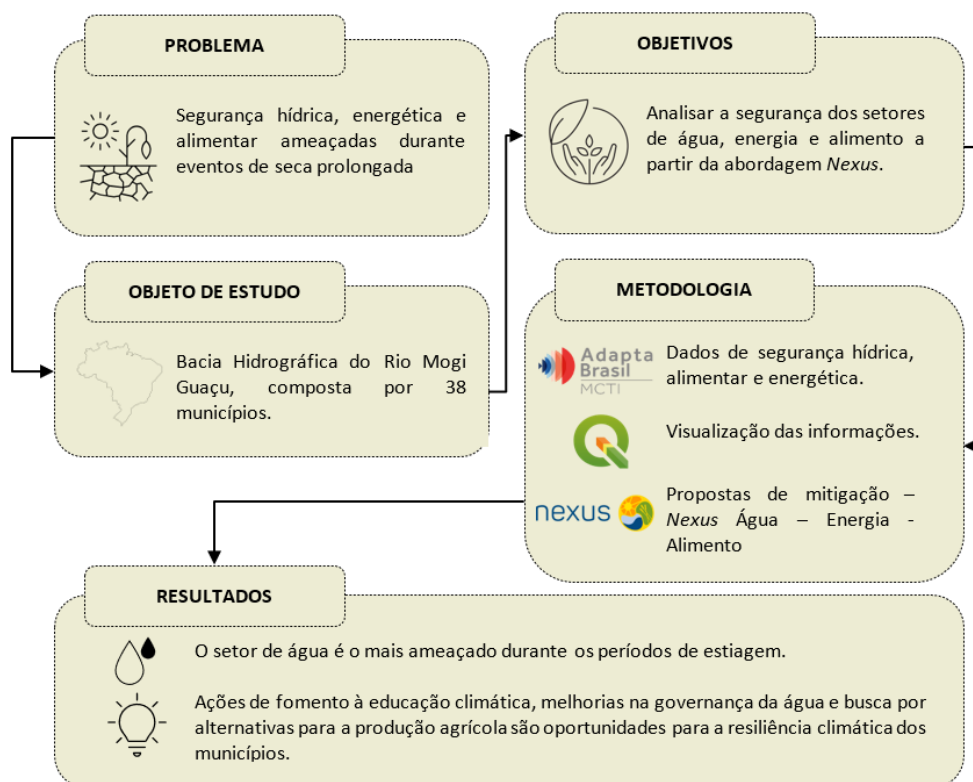 PROBLEMA
Segurança hídrica, energética e
alimentar ameaçadas durante
eventos de seca prolongada
OBJETO DE ESTUDO
Bacia Hidrográfica do Rio Mogi
Guaçu, composta por 38
municípios.
OBJETIVOS
Analisar a segurança dos setores
de água, energia e alimento a
partir da abordagem Nexus.
METODOLOGIA
Adapta
Brasil
MCTI
Dados de segurança hídrica,
alimentar e energética.
Visualização das informações.
nexus
Propostas de mitigação –
Nexus Água – Energia -
Alimento
RESULTADOS
O setor de água é o mais ameaçado durante os períodos de estiagem.
Ações de fomento à educação climática, melhorias na governança da água e busca por
alternativas para a produção agrícola são oportunidades para a resiliência climática dos
municípios.